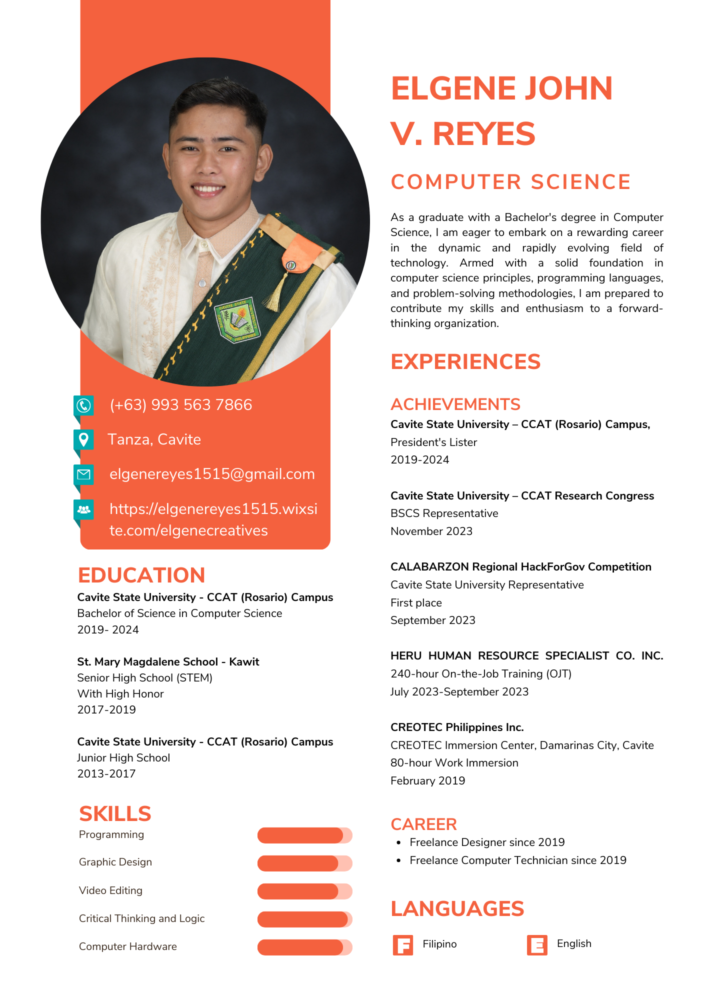 ELGENE JOHN
V. REYES
COMPUTER SCIENCE
As a graduate with a Bachelor's degree in Computer
Science, I am eager to embark on a rewarding career
in the dynamic and rapidly evolving field of
technology. Armed with a solid foundation in
computer science principles, programming languages,
and problem-solving methodologies, I am prepared to
contribute my skills and enthusiasm to a forward-
thinking organization.
CAVITE STATE UNIVERSITY
CAVITE
PHILIPPINES
(+63) 993 563 7866
Tanza, Cavite
elgenereyes1515@gmail.com
https://elgenereyes1515.wixsi
te.com/elgenecreatives
EDUCATION
Cavite State University - CCAT (Rosario) Campus
Bachelor of Science in Computer Science
2019- 2024
St. Mary Magdalene School - Kawit
Senior High School (STEM)
With High Honor
2017-2019
Cavite State University - CCAT (Rosario) Campus
Junior High School
2013-2017
SKILLS
Programming
Graphic Design
Video Editing
Critical Thinking and Logic
Computer Hardware
EXPERIENCES
ACHIEVEMENTS
Cavite State University – CCAT (Rosario) Campus,
President's Lister
2019-2024
Cavite State University – CCAT Research Congress
BSCS Representative
November 2023
CALABARZON Regional HackForGov Competition
Cavite State University Representative
First place
September 2023
HERU HUMAN RESOURCE SPECIALIST CO. INC.
240-hour On-the-Job Training (OJT)
July 2023-September 2023
CREOTEC Philippines Inc.
CREOTEC Immersion Center, Damarinas City, Cavite
80-hour Work Immersion
February 2019
CAREER
• Freelance Designer since 2019
• Freelance Computer Technician since 2019
LANGUAGES
F Filipino
E English